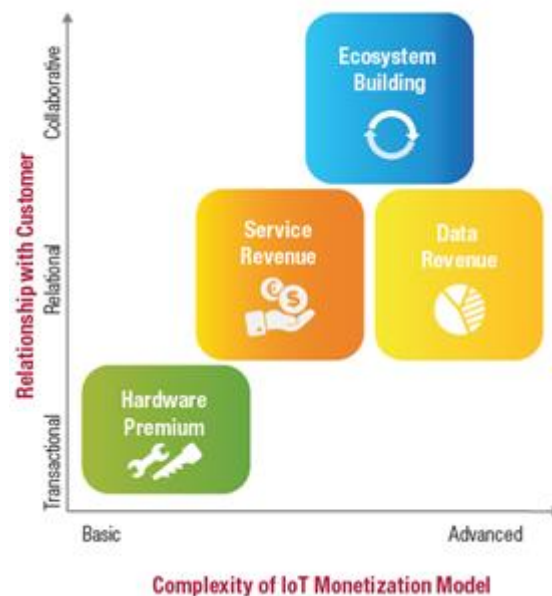 Relationship with Customer
Collaborative
Relational
Transactional
Ecosystem
Building
Service
Revenue
€
$
Data
Revenue
Hardware
Premium
Basic
Advanced
Complexity of IoT Monetization Model